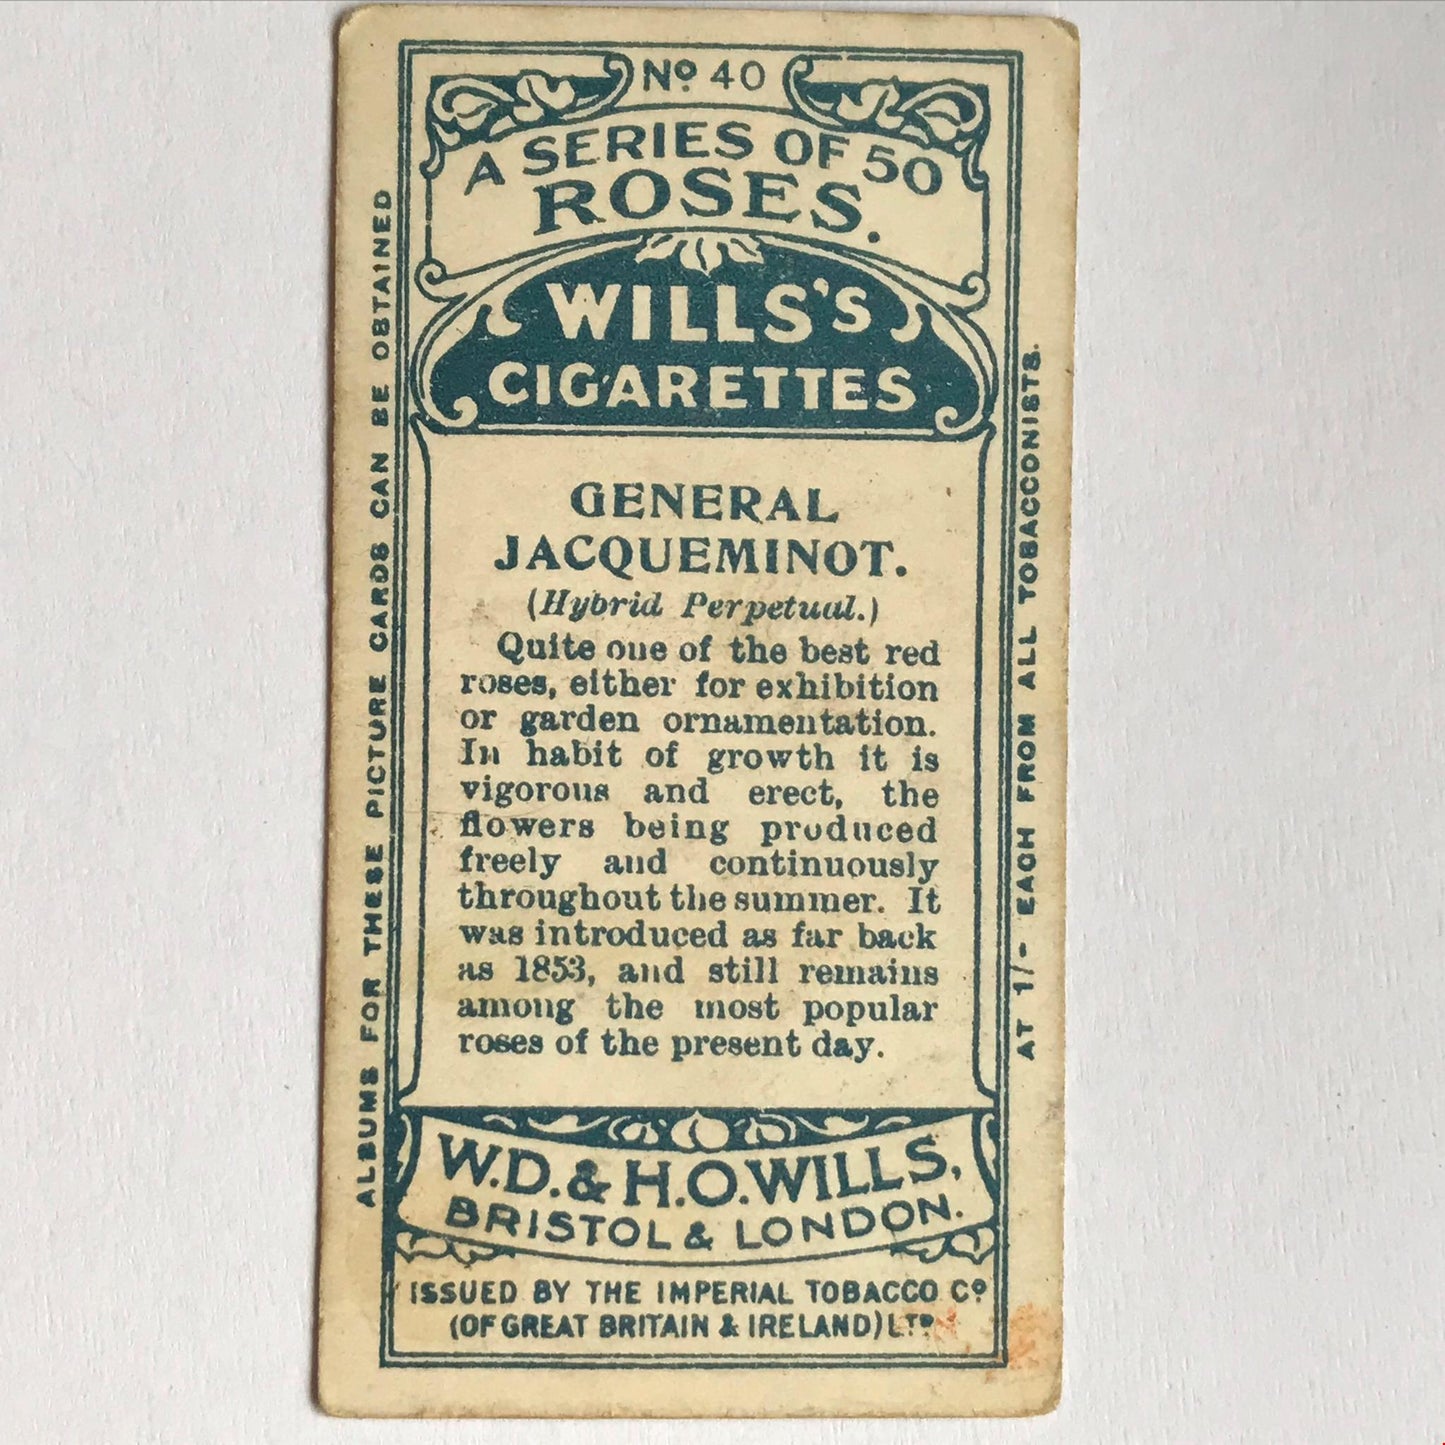 Nº 40
A SERIES OF 50
ROSES.
WILLS'S
CIGARETTES
GENERAL
JACQUEMINOT.
(Hybrid Perpetual.)
Quite one of the best red
roses, either for exhibition
or garden ornamentation.
In habit of growth it is
vigorous and erect, the
flowers being produced
freely and continuously
throughout the summer. It
was introduced as far back
as 1853, and still remains
among the most popular
roses of the present day.
W.D. & H.O. WILLS,
BRISTOL & LONDON.
ISSUED BY THE IMPERIAL TOBACCO Cº
(OF GREAT BRITAIN & IRELAND) LTD
ALBUMS FOR THESE PICTURE CARDS CAN BE OBTAINED
AT 1/- EACH FROM ALL TOBACCONISTS.